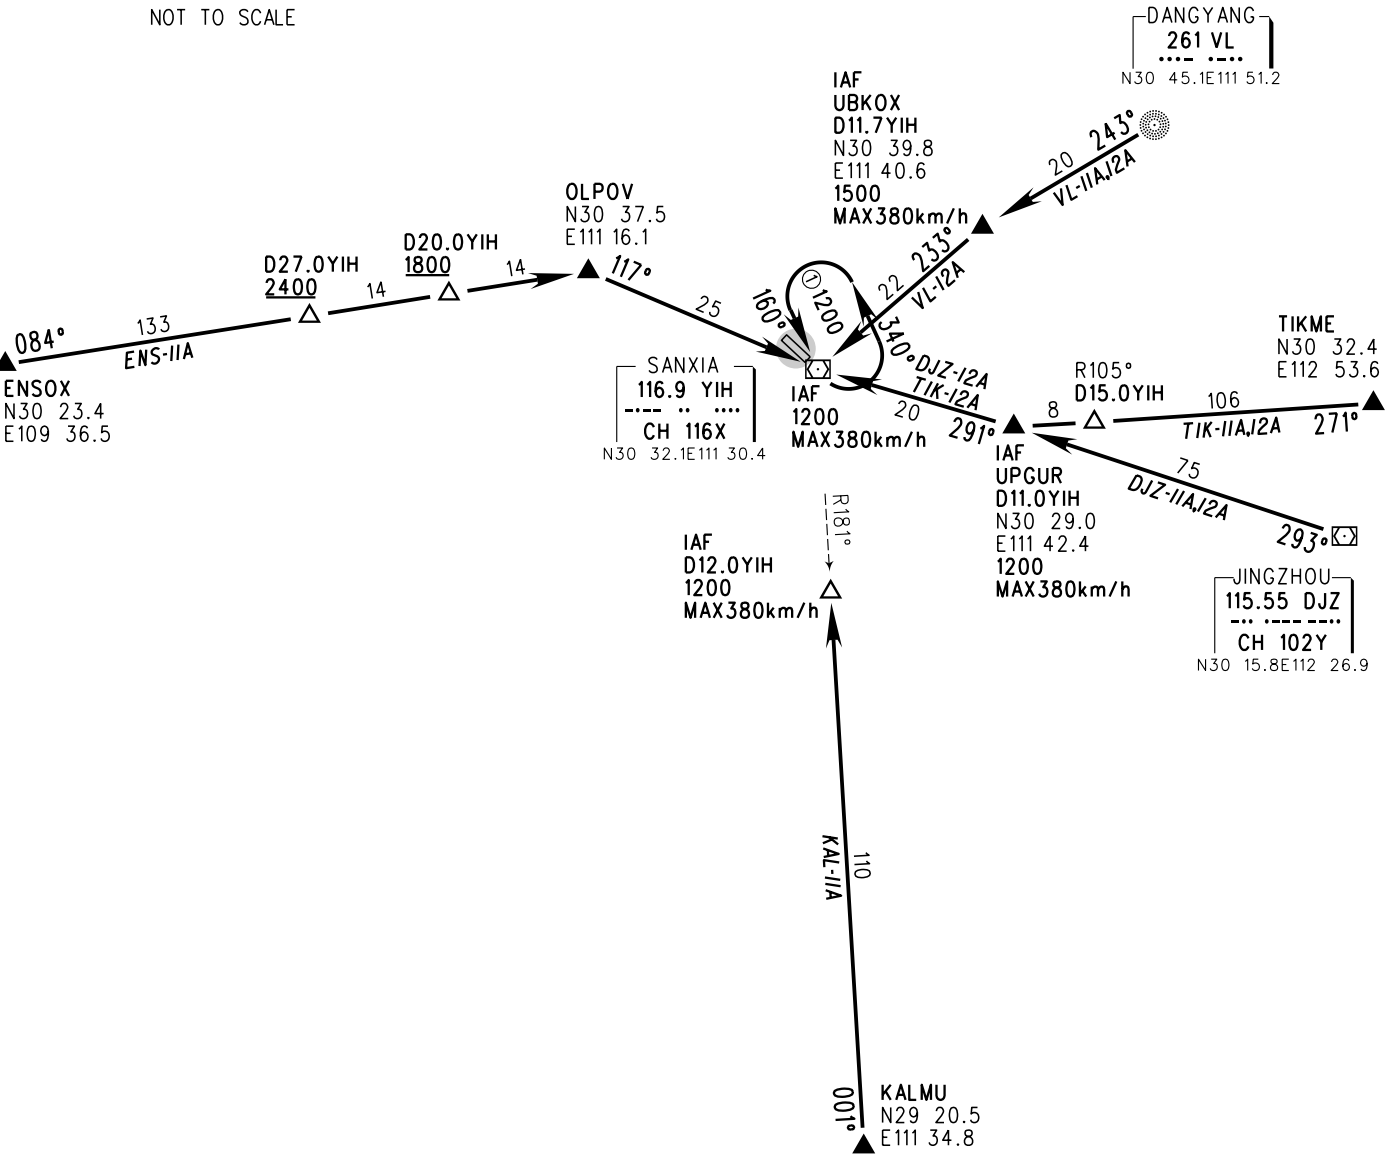 NOT TO SCALE
DANGYANG
261 VL
N30 45.1E111 51.2
243°
20
VL-11A,12A
IAF
UBKOX
D11.7YIH
N30 39.8
E111 40.6
1500
MAX380km/h
233°
22
VL-12A
OLPOV
N30 37.5
E111 16.1
117°
25
D20.0YIH
1800
14
D27.0YIH
2400
14
084°
133
ENS-11A
ENSOX
N30 23.4
E109 36.5
① 1200
160°
340°
SANXIA
116.9 YIH
CH 116X
N30 32.1E111 30.4
IAF
1200
MAX380km/h
DJZ-12A
TIK-12A
20
291°
R105°
D15.0YIH
8
106
TIK-11A,12A
271°
TIKME
N30 32.4
E112 53.6
IAF
UPGUR
D11.0YIH
N30 29.0
E111 42.4
1200
MAX380km/h
75
DJZ-11A,12A
293°
JINGZHOU
115.55 DJZ
CH 102Y
N30 15.8E112 26.9
R181°
IAF
D12.0YIH
1200
MAX380km/h
110
KAL-11A
001°
KALMU
N29 20.5
E111 34.8